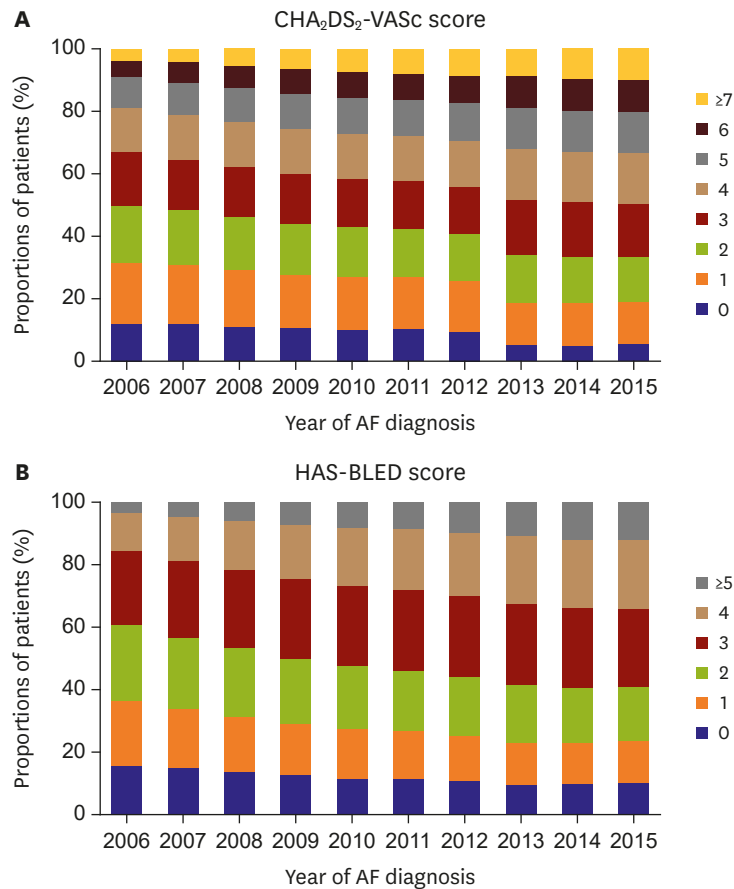 A
CHA₂DS₂-VASc score
Proportions of patients (%)
100
80
60
40
20
0
≥7
6
5
4
3
2
1
0
2006 2007 2008 2009 2010 2011 2012 2013 2014 2015
Year of AF diagnosis
B
HAS-BLED score
Proportions of patients (%)
100
80
60
40
20
0
≥5
4
3
2
1
0
2006 2007 2008 2009 2010 2011 2012 2013 2014 2015
Year of AF diagnosis